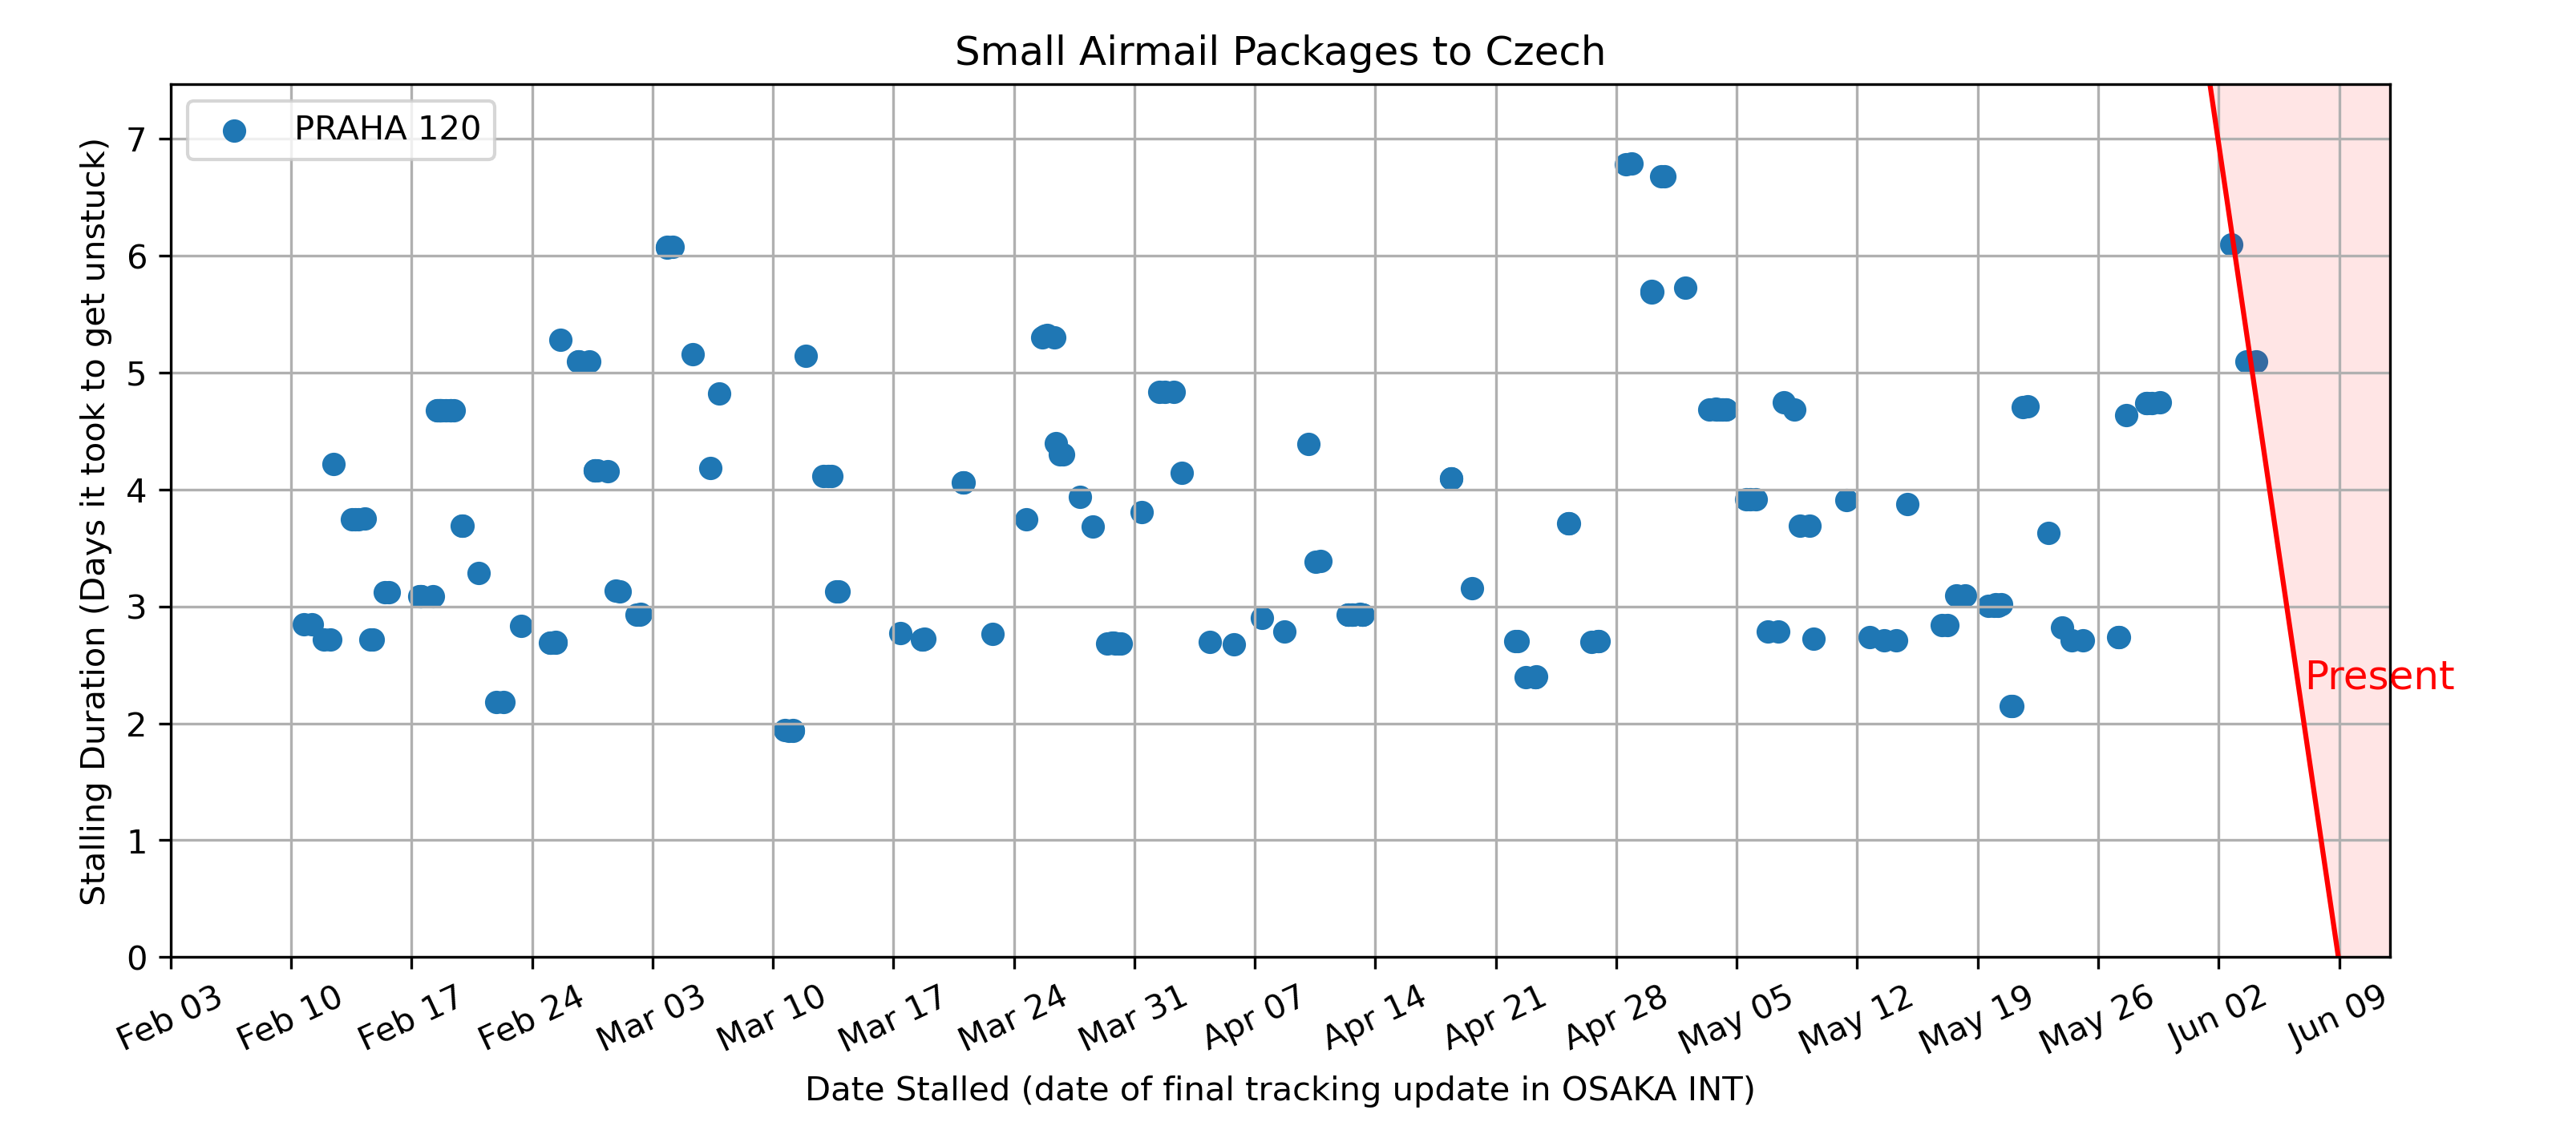 Small Airmail Packages to Czech
PRAHA 120
Stalling Duration (Days it took to get unstuck)
7
6
5
4
3
2
1
0
Present
Feb 03
Feb 10
Feb 17
Feb 24
Mar 03
Mar 10
Mar 17
Mar 24
Mar 31
Apr 07
Apr 14
Apr 21
Apr 28
May 05
May 12
May 19
May 26
Jun 02
Jun 09
Date Stalled (date of final tracking update in OSAKA INT)